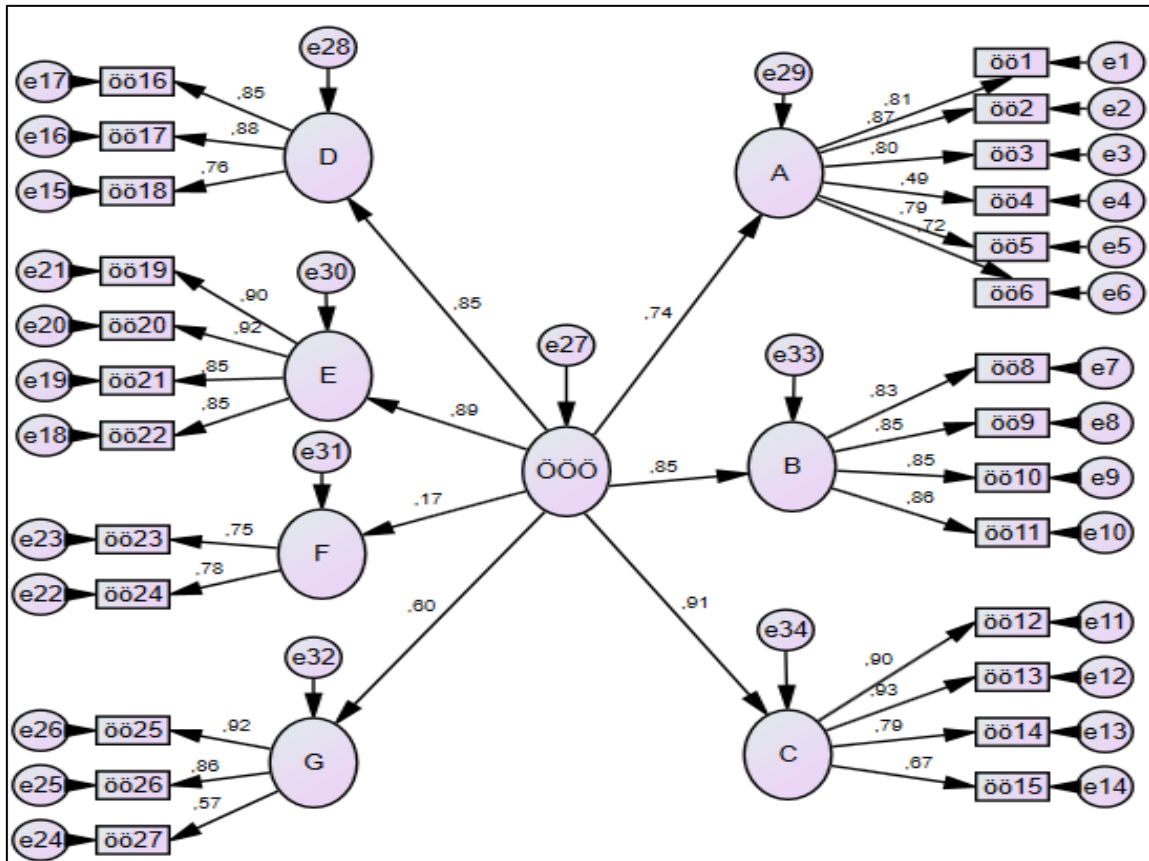 e28
e17 öö16 ,85
e16 öö17 ,88
e15 öö18 ,76
D
e29
A
öö1 e1 ,81
öö2 e2 ,87
öö3 e3 ,80
öö4 e4 ,49
öö5 e5 ,79
öö6 e6 ,72
e30
e21 öö19 ,90
e20 öö20 ,92
e19 öö21 ,85
e18 öö22 ,85
E
,85
,74
e27
ÖÖÖ
,89
,85
,17
,60
,91
e33
B
,83 öö8 e7
,85 öö9 e8
,85 öö10 e9
,86 öö11 e10
e31
e23 öö23 ,75
e22 öö24 ,78
F
e32
e26 öö25 ,92
e25 öö26 ,86
e24 öö27 ,57
G
e34
C
,90 öö12 e11
,93 öö13 e12
,79 öö14 e13
,67 öö15 e14